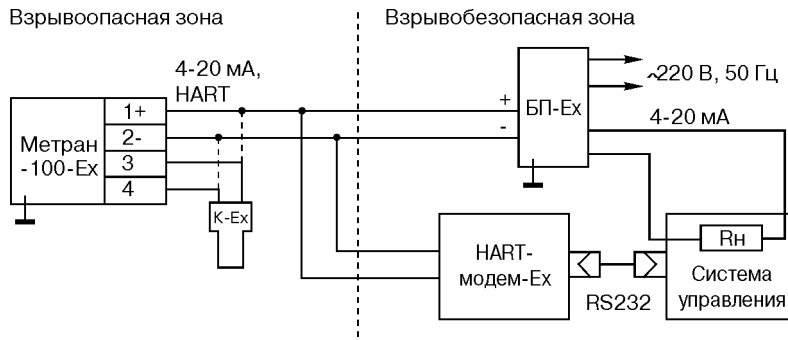 Взрывоопасная зона
Взрывобезопасная зона
4-20 мА,
HART
1+
2-
3
4
Метран
-100-Ех
К-Ех
+
-
БП-Ех
~220 В, 50 Гц
4-20 мА
HART-
модем-Ех
RS232
Rн
Система
управления